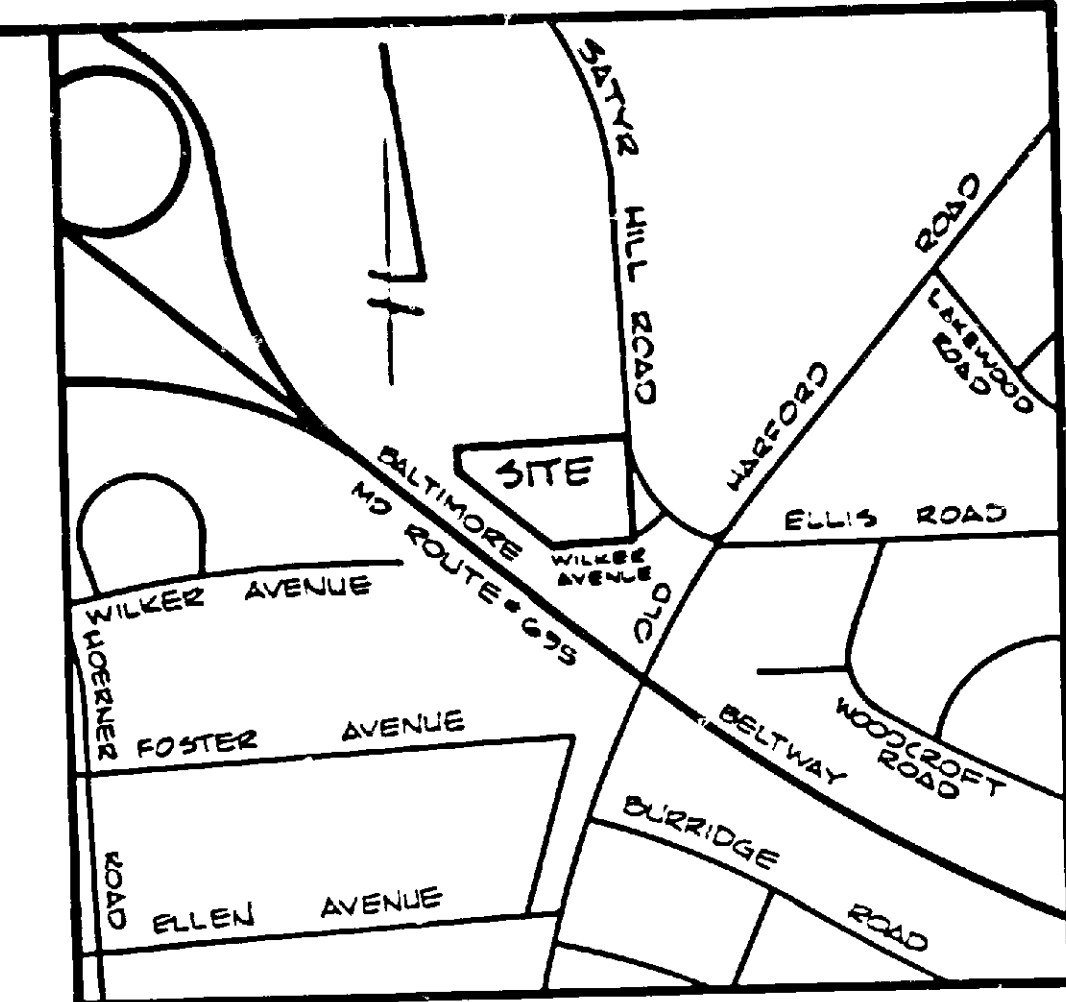 SATYR HILL ROAD
OLD HARFORD ROAD
LAKEWOOD
ROAD
SITE
BALTIMORE BELTWAY
MD ROUTE #695
ELLIS ROAD
WILKER
AVENUE
WILKER AVENUE
HOERNER ROAD
FOSTER AVENUE
WOODCROFT
ROAD
BURRIDGE ROAD
ELLEN AVENUE